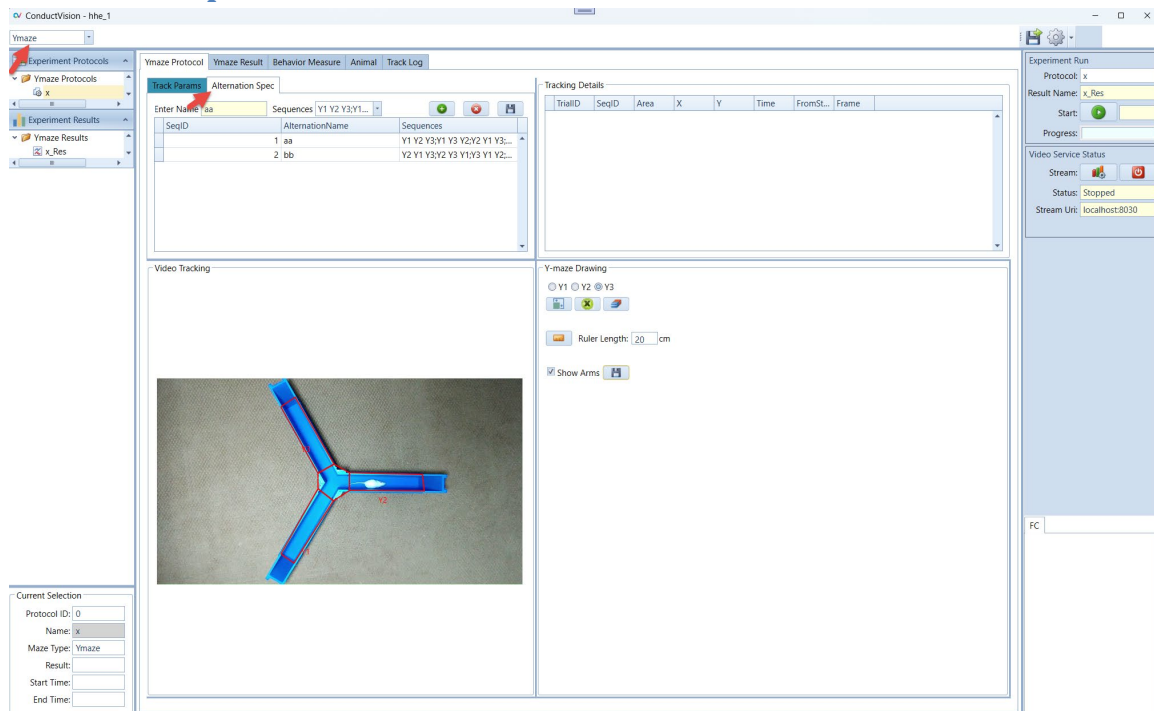 ConductVision - hhe_1
Ymaze
Experiment Protocols
Ymaze Protocols
x
Experiment Results
Ymaze Results
x_Res
Current Selection
Protocol ID: 0
Name: x
Maze Type: Ymaze
Result:
Start Time:
End Time:
Ymaze Protocol Ymaze Result Behavior Measure Animal Track Log
Track Params Alternation Spec
Enter Name aa Sequences Y1 Y2 Y3;Y1...
SeqID AlternationName Sequences
1 aa Y1 Y2 Y3;Y1 Y3 Y2;Y2 Y1 Y3;...
2 bb Y2 Y1 Y3;Y2 Y3 Y1;Y3 Y1 Y2;...
Tracking Details
TrialID SeqID Area X Y Time FromSt... Frame
Video Tracking
Y2
Y-maze Drawing
Y1 Y2 Y3
Ruler Length: 20 cm
Show Arms
Experiment Run
Protocol: x
Result Name: x_Res
Start:
Progress:
Video Service Status
Stream:
Status: Stopped
Stream Uri: localhost:8030
FC